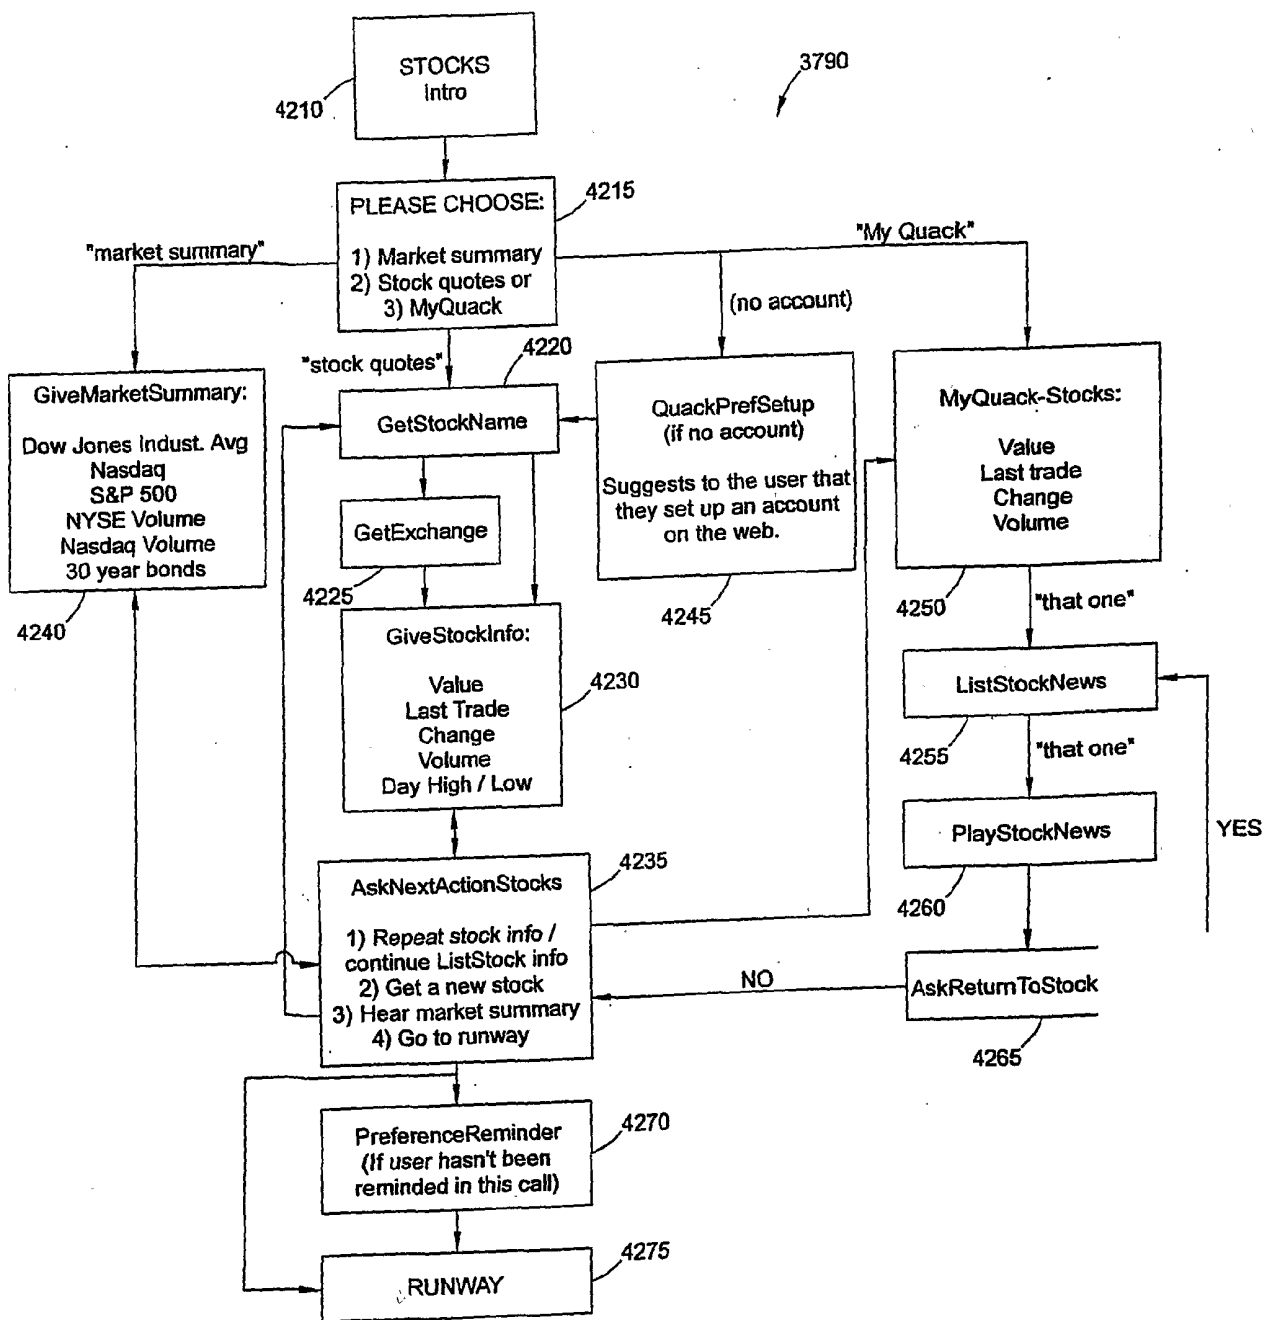 STOCKS
Intro
4210
3790
PLEASE CHOOSE:
1) Market summary
2) Stock quotes or
3) MyQuack
4215
"market summary"
"My Quack"
(no account)
"stock quotes"
4220
GiveMarketSummary:
Dow Jones Indust. Avg
Nasdaq
S&P 500
NYSE Volume
Nasdaq Volume
30 year bonds
4240
GetStockName
GetExchange
4225
QuackPrefSetup
(if no account)
Suggests to the user that
they set up an account
on the web.
4245
MyQuack-Stocks:
Value
Last trade
Change
Volume
4250
"that one"
GiveStockInfo:
Value
Last Trade
Change
Volume
Day High / Low
4230
ListStockNews
4255
"that one"
PlayStockNews
4260
YES
AskNextActionStocks
1) Repeat stock info /
continue ListStock info
2) Get a new stock
3) Hear market summary
4) Go to runway
4235
NO
AskReturnToStock
4265
PreferenceReminder
(If user hasn't been
reminded in this call)
4270
RUNWAY
4275